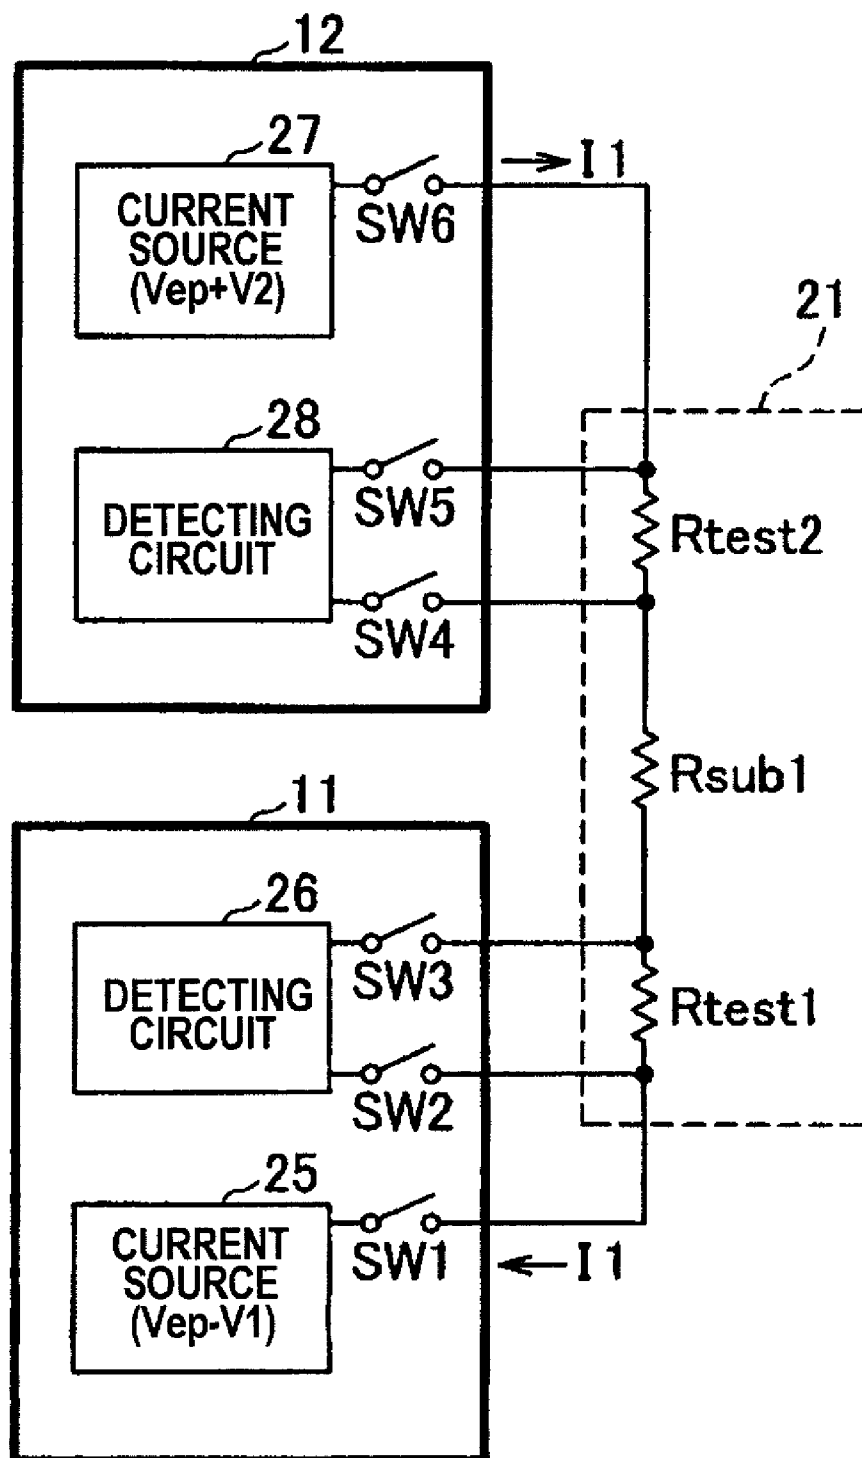 12
27
CURRENT
SOURCE
(Vep+V2)
SW6
I1
21
28
DETECTING
CIRCUIT
SW5
SW4
Rtest2
Rsub1
11
26
DETECTING
CIRCUIT
SW3
SW2
Rtest1
25
CURRENT
SOURCE
(Vep-V1)
SW1
I1